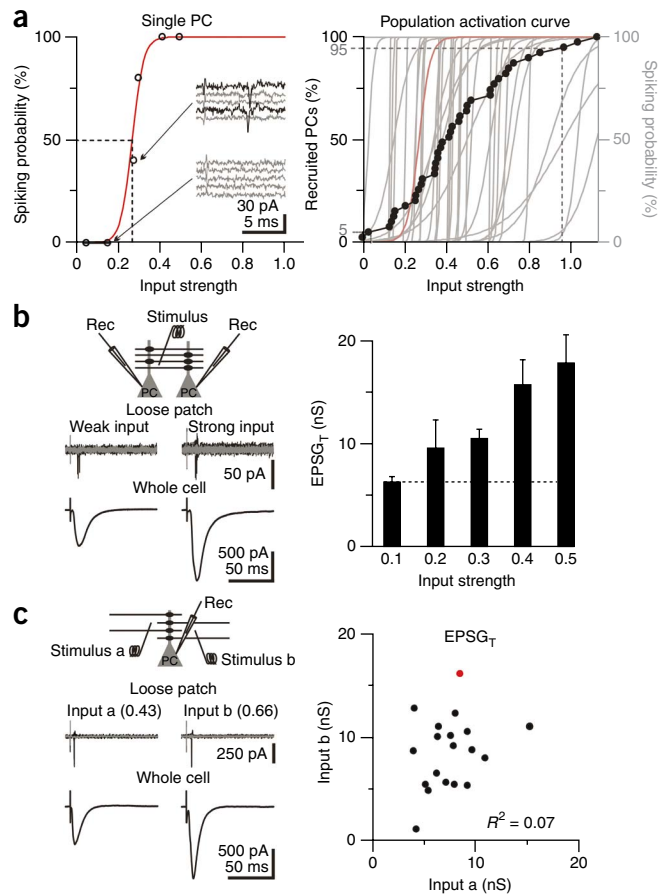 a
Single PC
Population activation curve
100
50
0
Spiking probability (%)
30 pA
5 ms
0 0.2 0.4 0.6 0.8 1.0
Input strength
100
95
50
5
0
Recruited PCs (%)
100
50
0
Spiking probability (%)
0 0.2 0.4 0.6 0.8 1.0
Input strength
b
Stimulus
Rec
Rec
PC
PC
Loose patch
Weak input
Strong input
50 pA
Whole cell
500 pA
50 ms
20
10
0
EPSGT (nS)
0.1 0.2 0.3 0.4 0.5
Input strength
c
Rec
Stimulus a
PC
Stimulus b
Loose patch
Input a (0.43)
Input b (0.66)
250 pA
Whole cell
500 pA
50 ms
EPSGT
20
10
0
Input b (nS)
R2 = 0.07
0 10 20
Input a (nS)